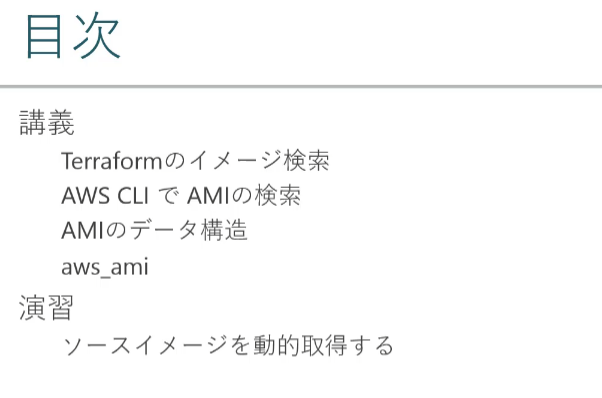 目次
講義
Terraformのイメージ検索
AWS CLI で AMIの検索
AMIのデータ構造
aws_ami
演習
ソースイメージを動的取得する